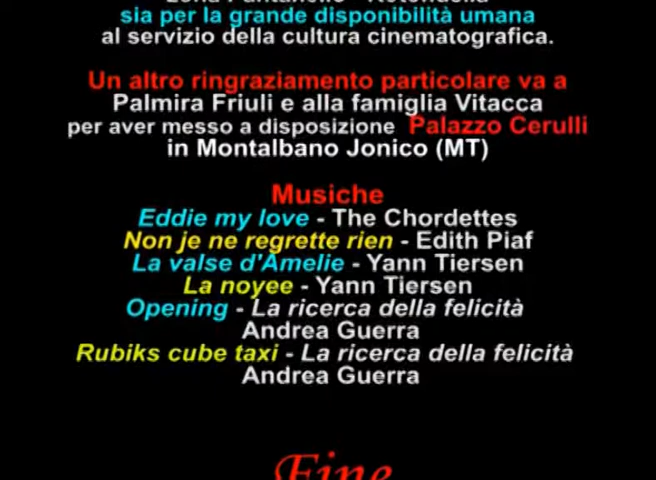 sia per la grande disponibilità umana
al servizio della cultura cinematografica.
Un altro ringraziamento particolare va a
Palmira Friuli e alla famiglia Vitacca
per aver messo a disposizione Palazzo Cerulli
in Montalbano Jonico (MT)
Musiche
Eddie my love - The Chordettes
Non je ne regrette rien - Edith Piaf
La valse d'Amelie - Yann Tiersen
La noyee - Yann Tiersen
Opening - La ricerca della felicità
Andrea Guerra
Rubiks cube taxi - La ricerca della felicità
Andrea Guerra
Fine